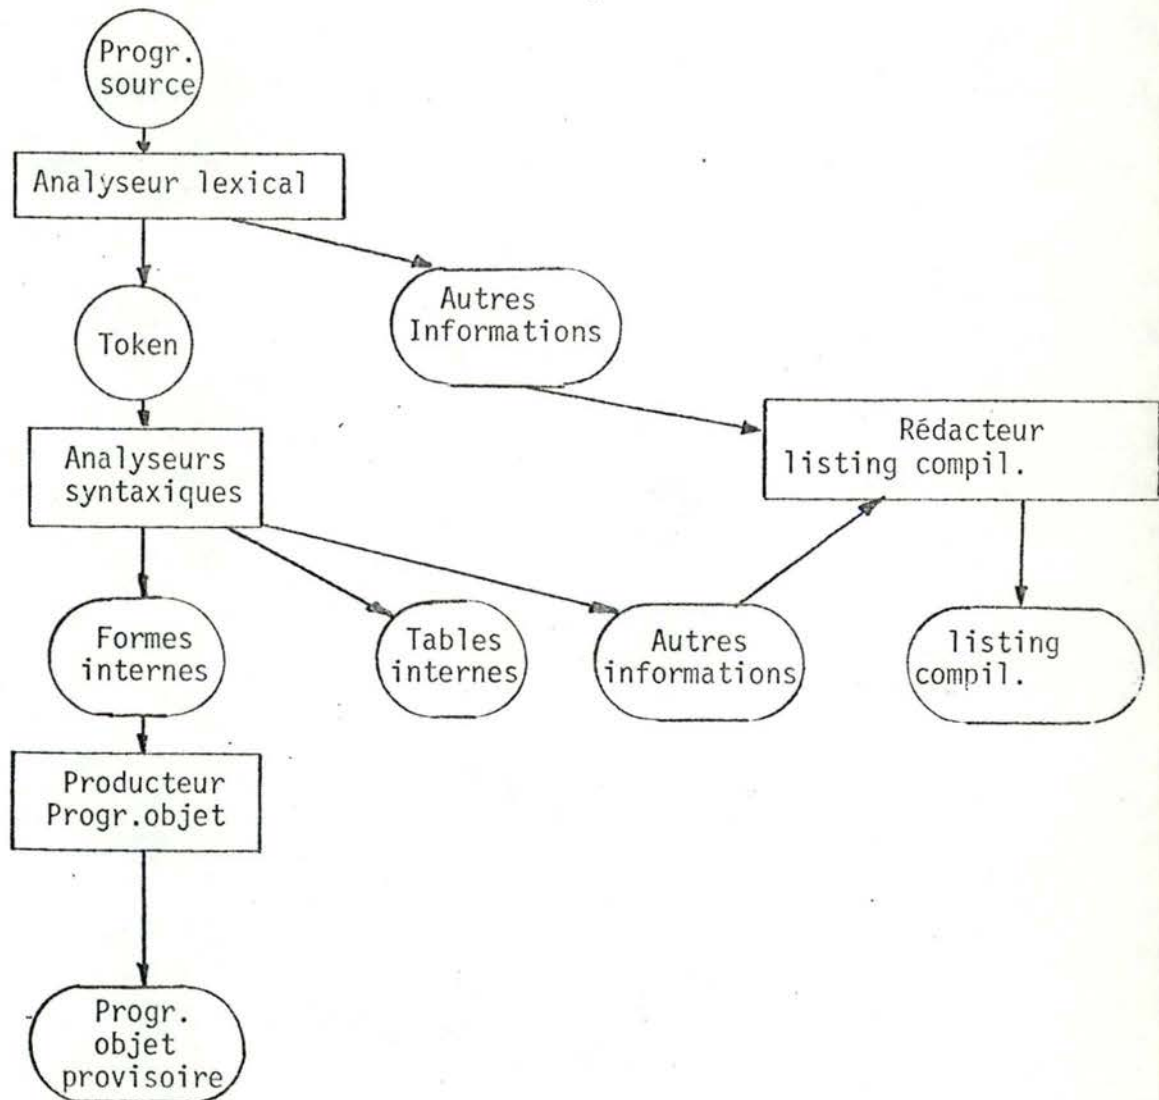 Progr.
source
Analyseur lexical
Autres
Informations
Token
Rédacteur
listing compil.
Analyseurs
syntaxiques
Formes
internes
Tables
internes
Autres
informations
listing
compil.
Producteur
Progr.objet
Progr.
objet
provisoire